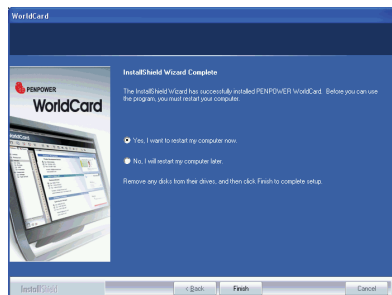 WorldCard
InstallShield Wizard Complete
The InstallShield Wizard has successfully installed PENPOWER WorldCard. Before you can use
the program, you must restart your computer.
PENPOWER
WorldCard
Yes, I want to restart my computer now.
No, I will restart my computer later.
Remove any disks from their drives, and then click Finish to complete setup.
InstallShield
< Back
Finish
Cancel